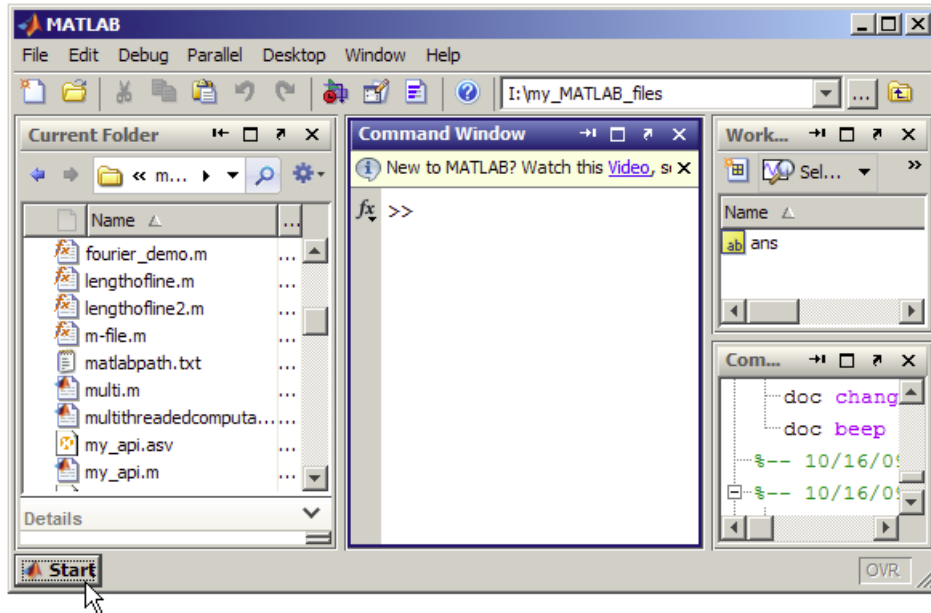 MATLAB
File Edit Debug Parallel Desktop Window Help
I:\my_MATLAB_files ...
Current Folder
« m...
Name ...
fourier_demo.m ...
lengthofline.m ...
lengthofline2.m ...
m-file.m ...
matlabpath.txt ...
multi.m ...
multithreadedcomputa... ...
my_api.asv ...
my_api.m ...
Details
Command Window
New to MATLAB? Watch this Video,
fx >>
Work...
Sel... »
Name
ab ans
Com...
doc chang
doc beep
%-- 10/16/0
%-- 10/16/0
Start
OVR